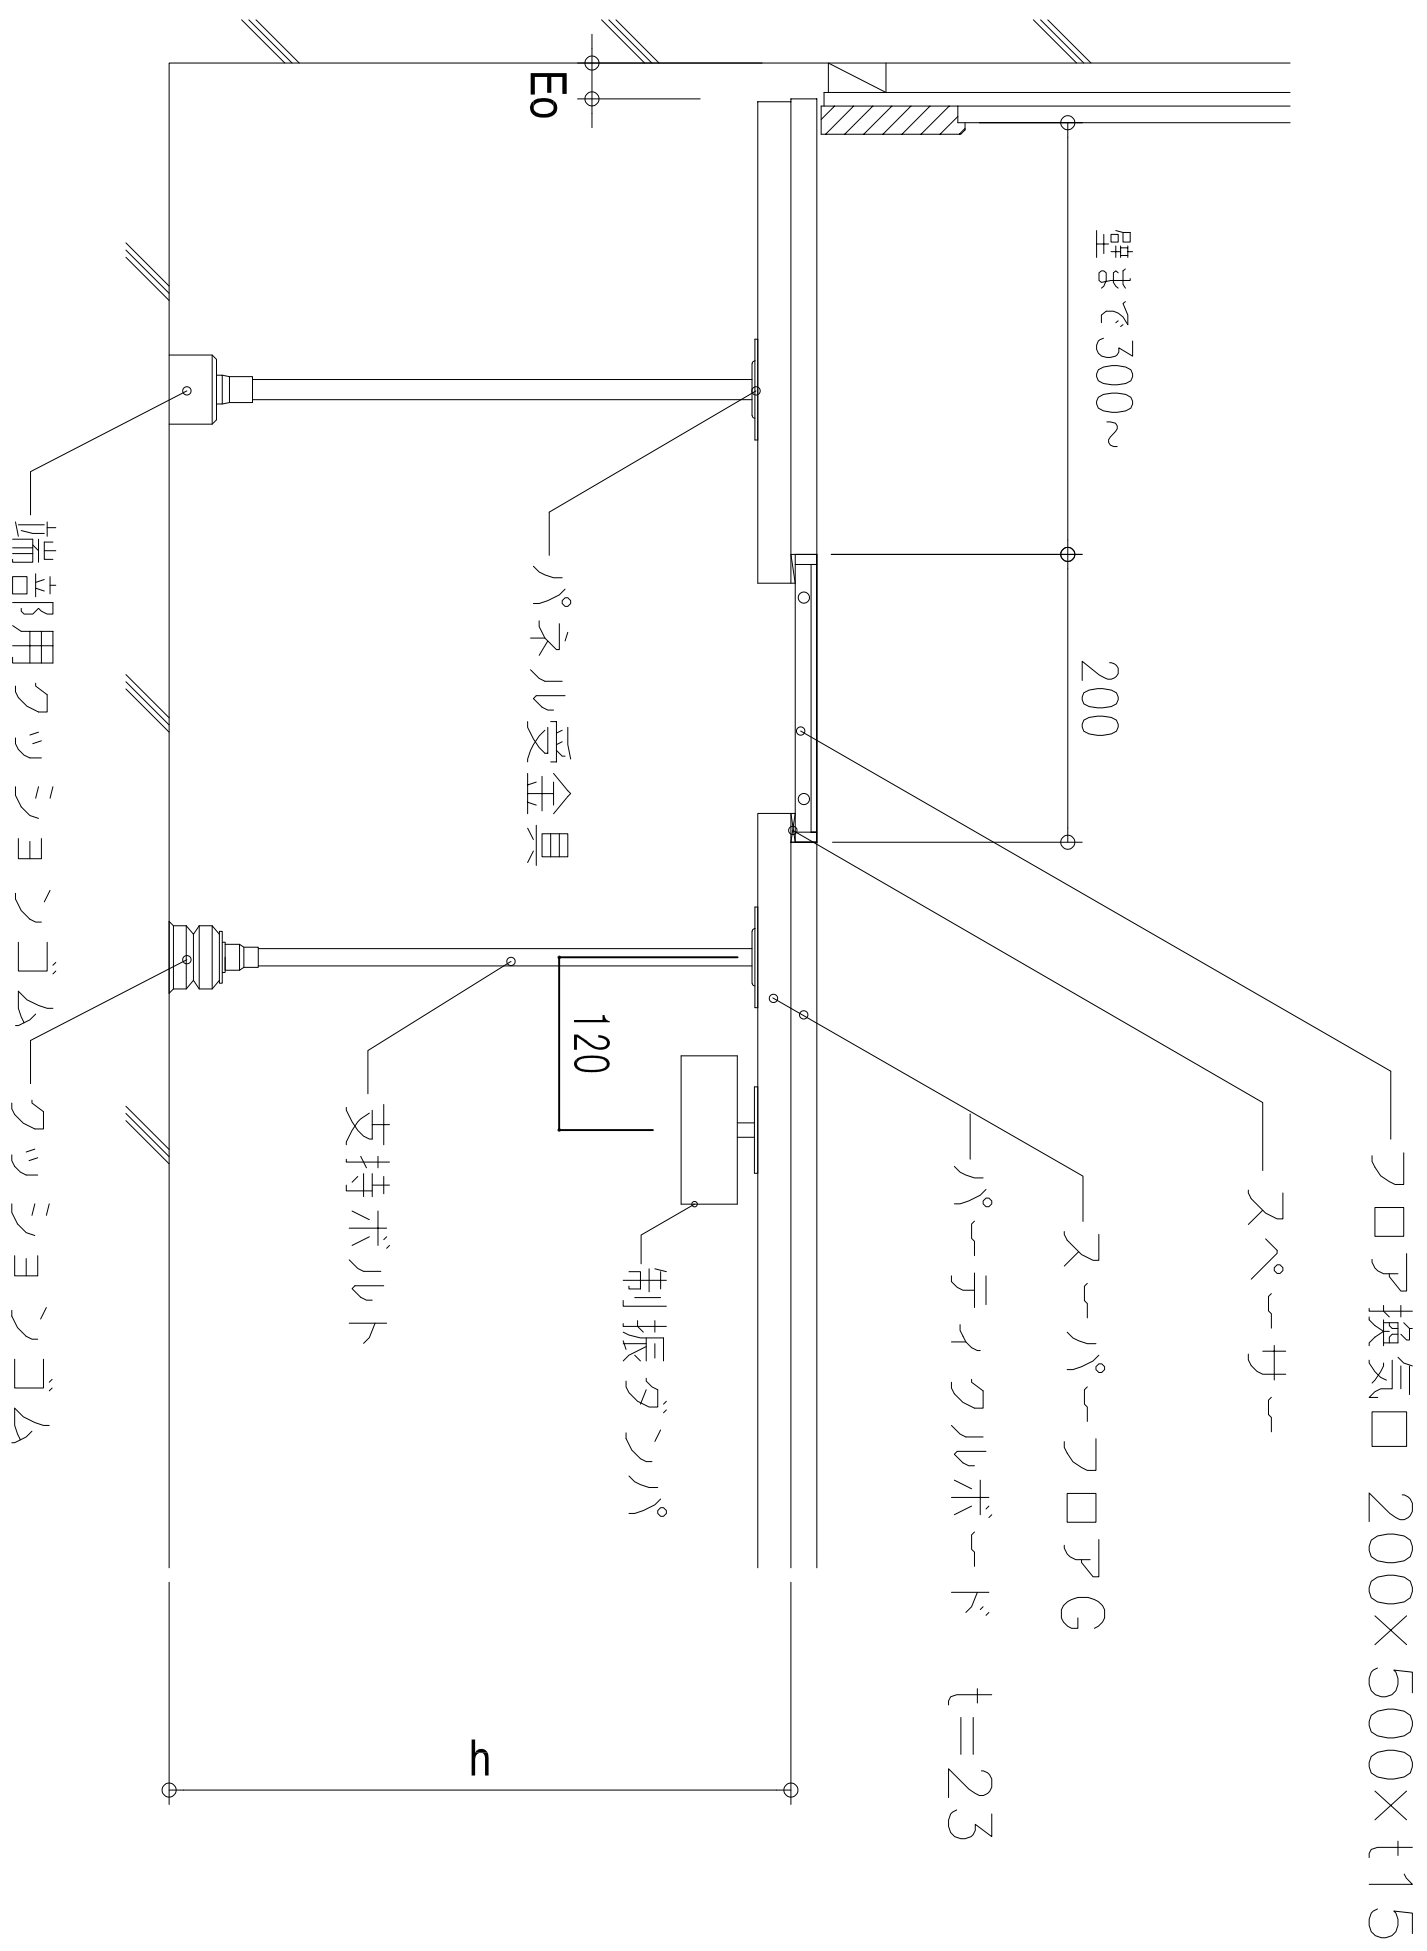 フロア換気口 200×500×t15
スペーサー
壁まで300~
200
スーパーフロアG
パーティクルボード t=23
制振ダンパ
120
Eo
パネル受金具
h
支持ボルト
端部用クッションゴム
クッションゴム